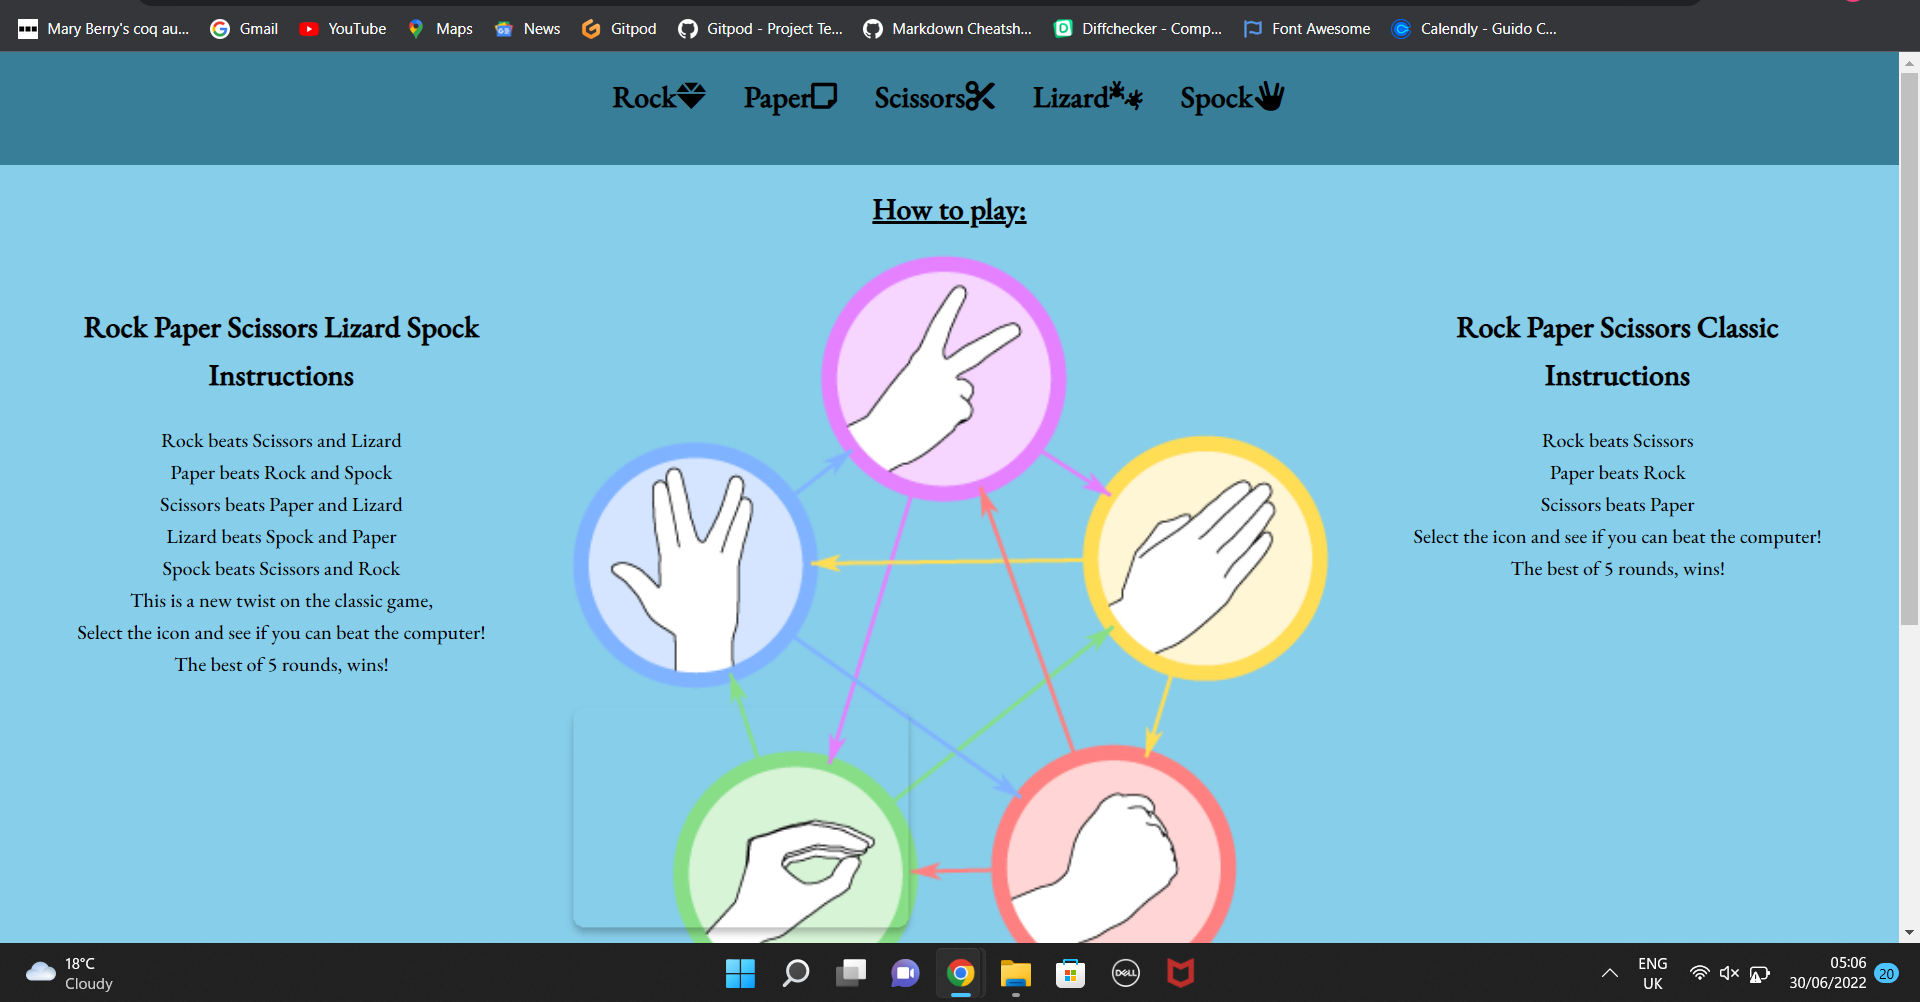 Mary Berry's coq au...
Gmail
YouTube
Maps
News
Gitpod
Gitpod - Project Te...
Markdown Cheatsh...
Diffchecker - Comp...
Font Awesome
Calendly - Guido C...
Rock Paper Scissors Lizard Spock
How to play:
Rock Paper Scissors Lizard Spock
Instructions
Rock beats Scissors and Lizard
Paper beats Rock and Spock
Scissors beats Paper and Lizard
Lizard beats Spock and Paper
Spock beats Scissors and Rock
This is a new twist on the classic game,
Select the icon and see if you can beat the computer!
The best of 5 rounds, wins!
Rock Paper Scissors Classic
Instructions
Rock beats Scissors
Paper beats Rock
Scissors beats Paper
Select the icon and see if you can beat the computer!
The best of 5 rounds, wins!
18°C
Cloudy
DELL
ENG
UK
05:06
30/06/2022
20